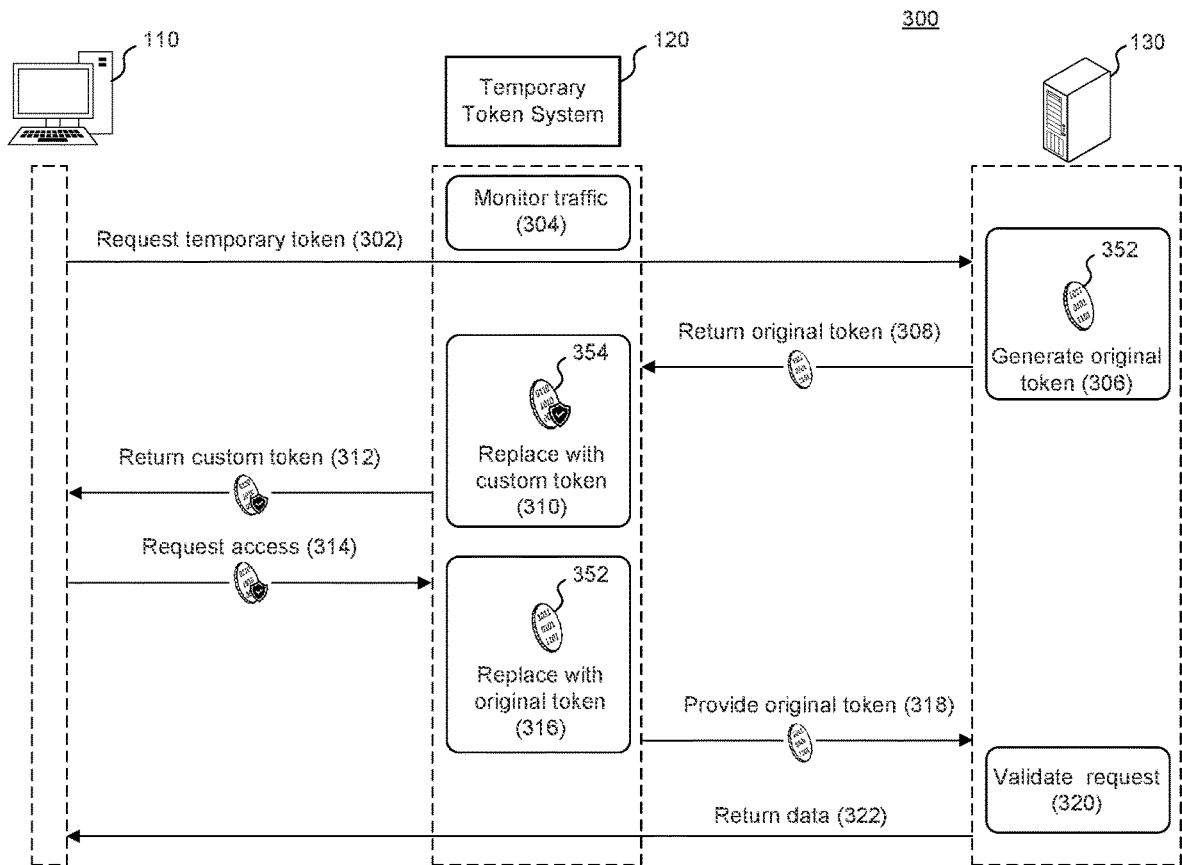 300
110
120
130
Temporary
Token System
Monitor traffic
(304)
Request temporary token (302)
352
Return original token (308)
Generate original
token (306)
354
Return custom token (312)
Replace with
custom token
(310)
Request access (314)
352
Replace with
original token
(316)
Provide original token (318)
Validate request
(320)
Return data (322)